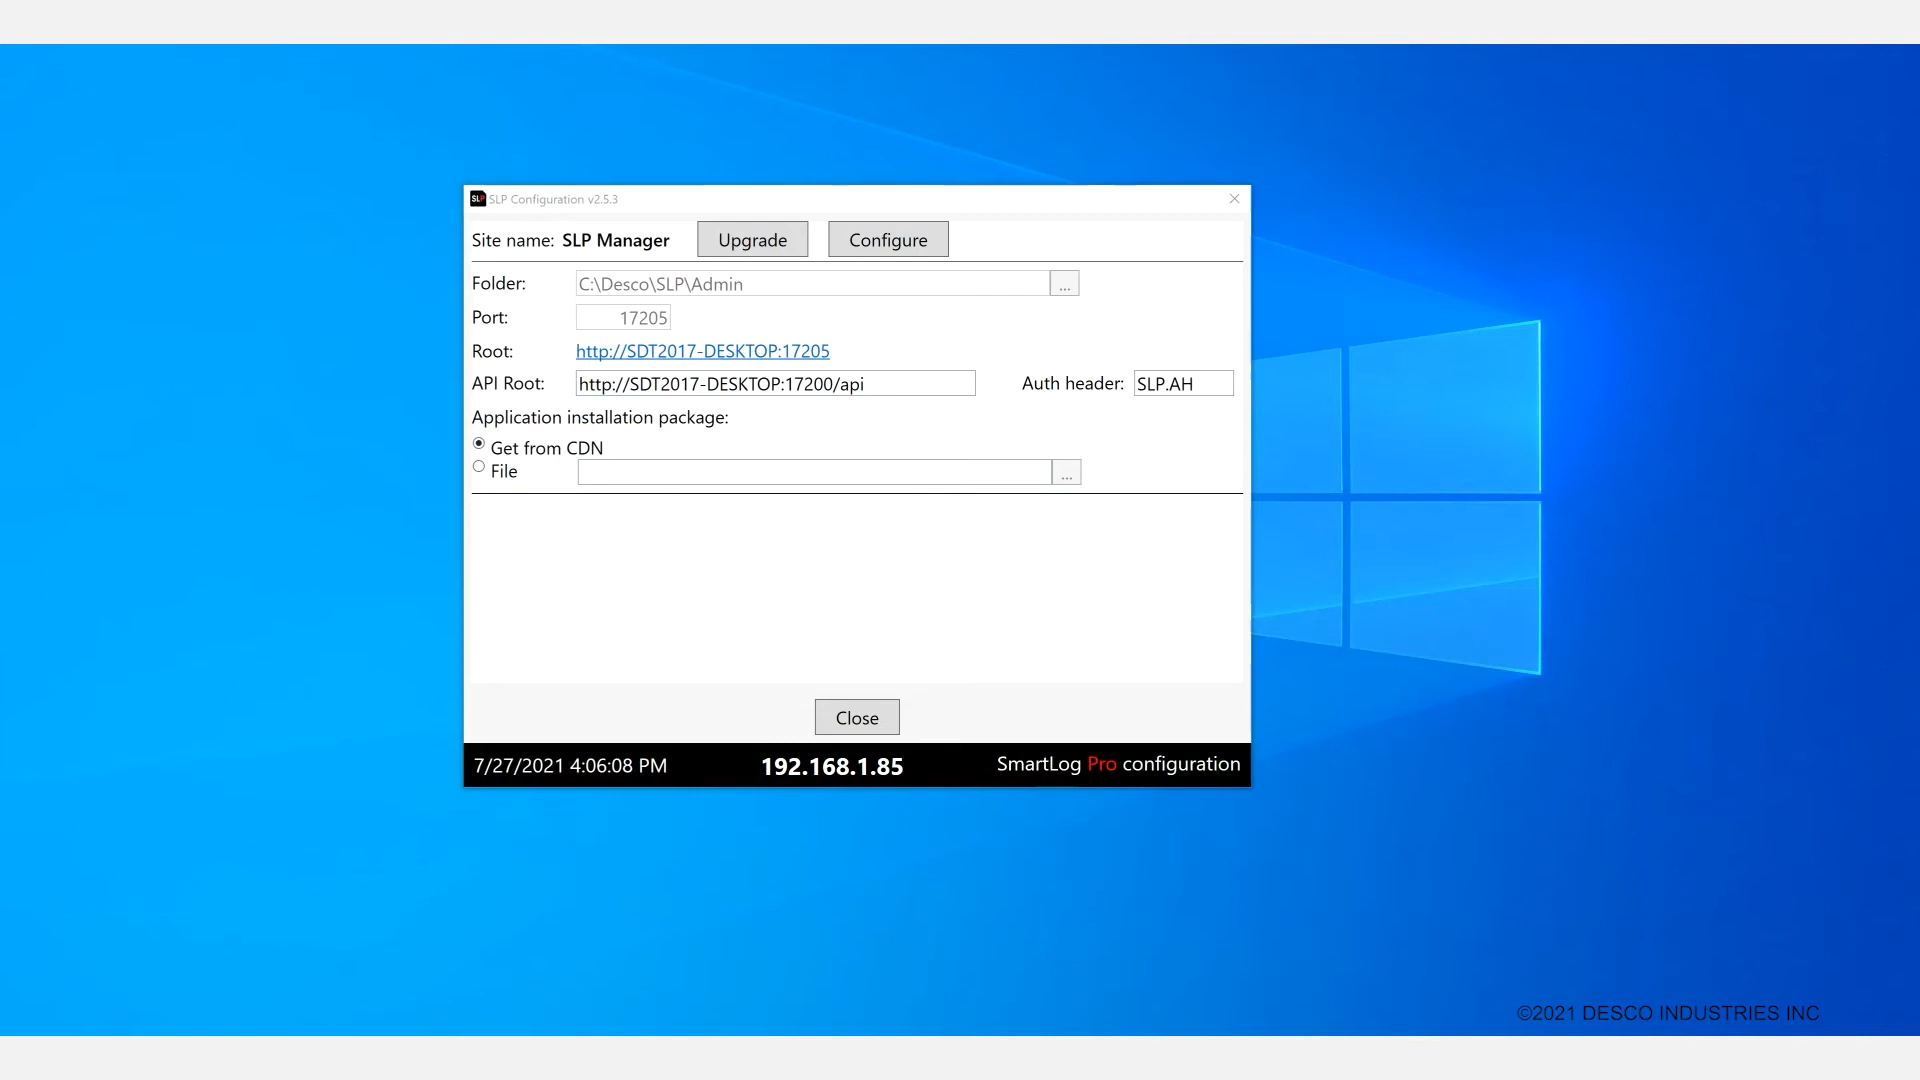 SLP SLP Configuration v2.5.3
Site name: SLP Manager Upgrade Configure
Folder: C:\Desco\SLP\Admin ...
Port: 17205
Root: http://SDT2017-DESKTOP:17205
API Root: http://SDT2017-DESKTOP:17200/api Auth header: SLP.AH
Application installation package:
Get from CDN
File ...
Close
7/27/2021 4:06:08 PM 192.168.1.85 SmartLog Pro configuration
©2021 DESCO INDUSTRIES INC